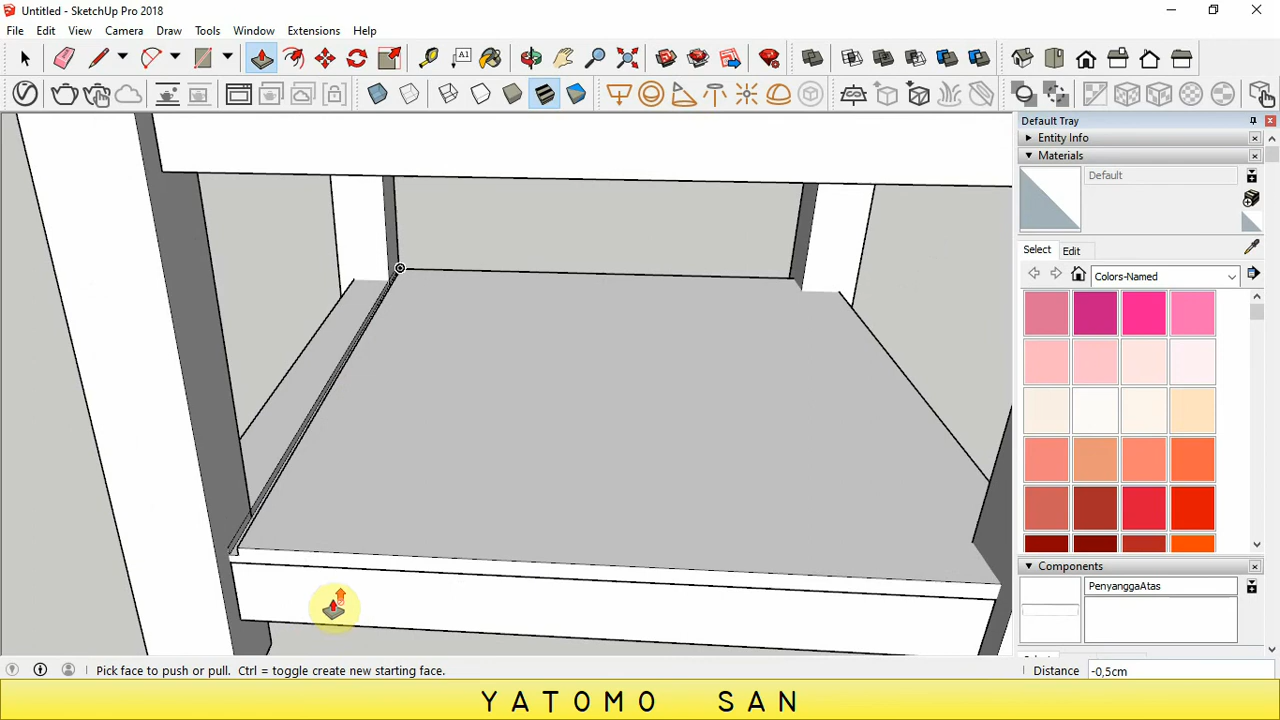 Untitled - SketchUp Pro 2018
File Edit View Camera Draw Tools Window Extensions Help
A1
Default Tray
Entity Info
Materials
Default
Select Edit
Colors-Named
Components
PenyanggaAtas
Pick face to push or pull. Ctrl = toggle create new starting face.
Distance -0,5cm
YATOMO SAN